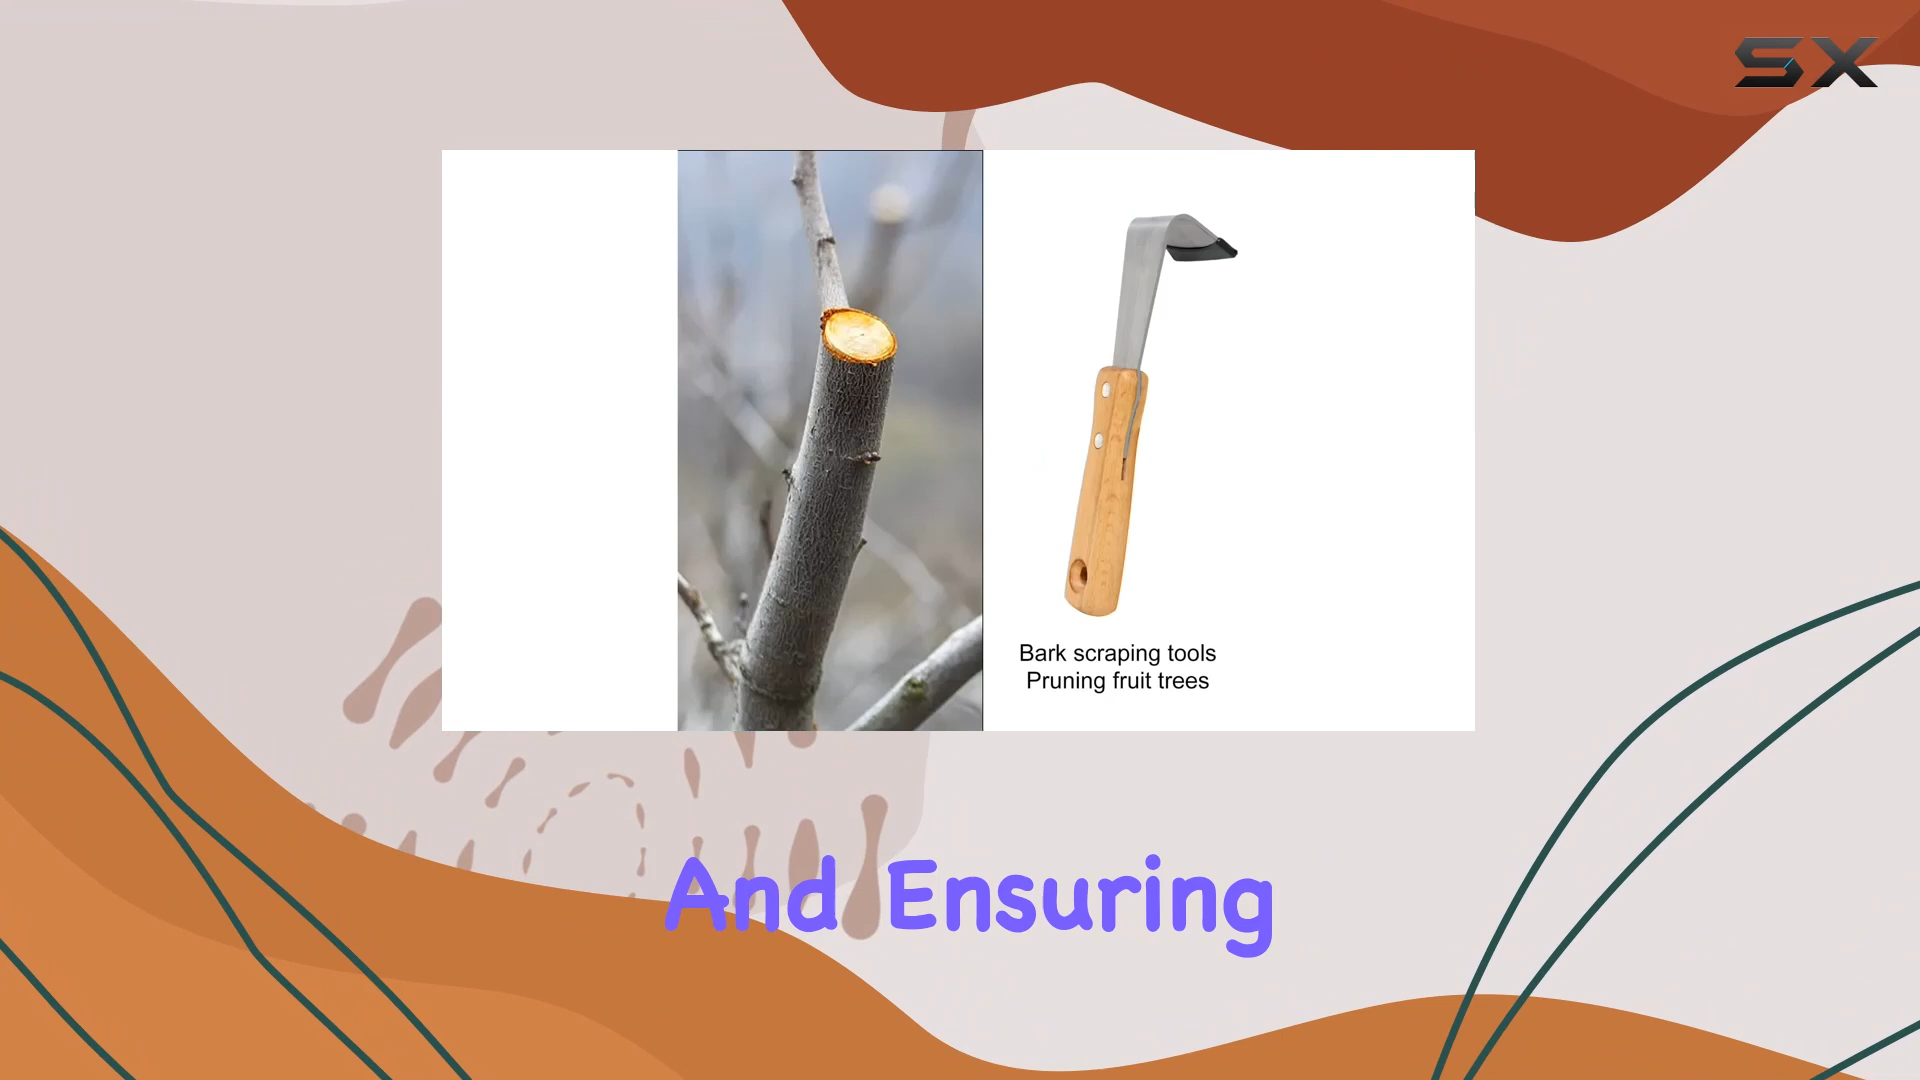 SX
Bark scraping tools
Pruning fruit trees
And Ensuring